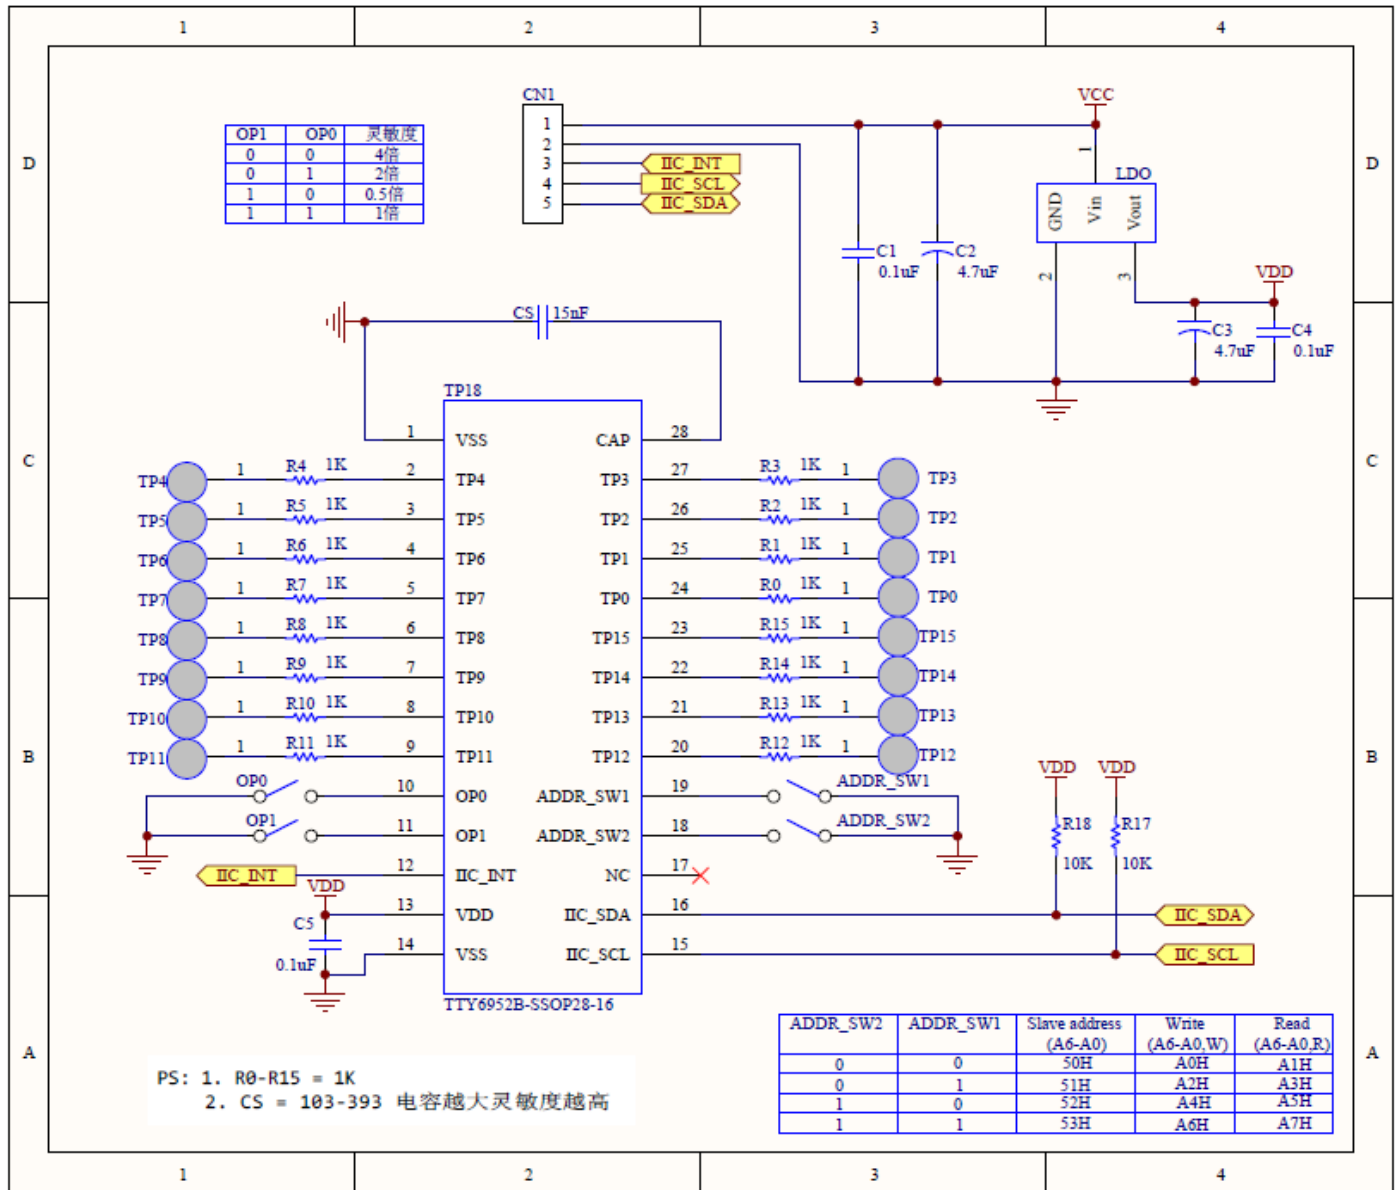 1 2 3 4
D D
C C
B B
A A
OP1 OP0 灵敏度
0 0 4倍
0 1 2倍
1 0 0.5倍
1 1 1倍
CN1
1
2
3 IIC_INT
4 IIC_SCL
5 IIC_SDA
VCC
1
LDO
GND Vin Vout
2 3
C1
0.1uF
C2
4.7uF
VDD
C3
4.7uF
C4
0.1uF
CS 15nF
TP18
1 VSS CAP 28
TP4 1 R4 1K 2 TP4 TP3 27 R3 1K 1 TP3
TP5 1 R5 1K 3 TP5 TP2 26 R2 1K 1 TP2
TP6 1 R6 1K 4 TP6 TP1 25 R1 1K 1 TP1
TP7 1 R7 1K 5 TP7 TP0 24 R0 1K 1 TP0
TP8 1 R8 1K 6 TP8 TP15 23 R15 1K 1 TP15
TP9 1 R9 1K 7 TP9 TP14 22 R14 1K 1 TP14
TP10 1 R10 1K 8 TP10 TP13 21 R13 1K 1 TP13
TP11 1 R11 1K 9 TP11 TP12 20 R12 1K 1 TP12
OP0 10 OP0 ADDR_SW1 19 ADDR_SW1
OP1 11 OP1 ADDR_SW2 18 ADDR_SW2
IIC_INT 12 IIC_INT NC 17
VDD 13 VDD IIC_SDA 16 IIC_SDA
14 VSS IIC_SCL 15 IIC_SCL
C5
0.1uF
VDD VDD
R18 R17
10K 10K
TTY6952B-SSOP28-16
ADDR_SW2 ADDR_SW1 Slave address Write Read
(A6-A0) (A6-A0,W) (A6-A0,R)
0 0 50H A0H A1H
0 1 51H A2H A3H
1 0 52H A4H A5H
1 1 53H A6H A7H
PS: 1. R0-R15 = 1K
2. CS = 103-393 电容越大灵敏度越高
1 2 3 4